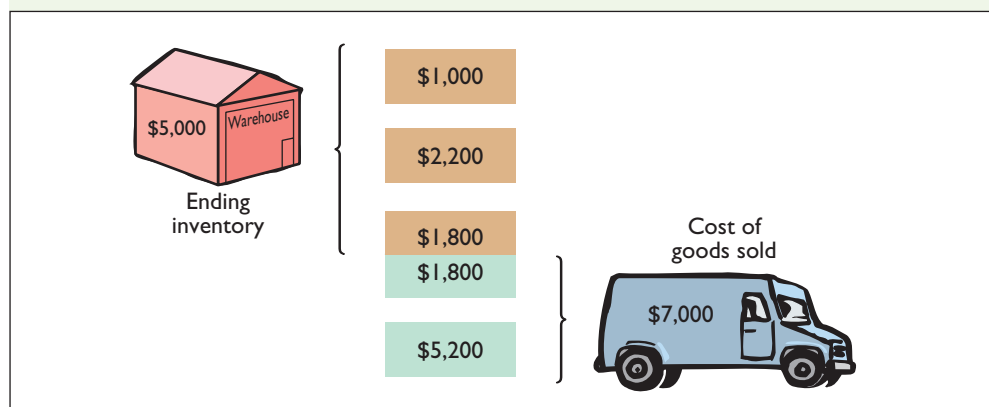 $5,000
Warehouse
Ending
inventory
$1,000
$2,200
$1,800
$1,800
$5,200
Cost of
goods sold
$7,000